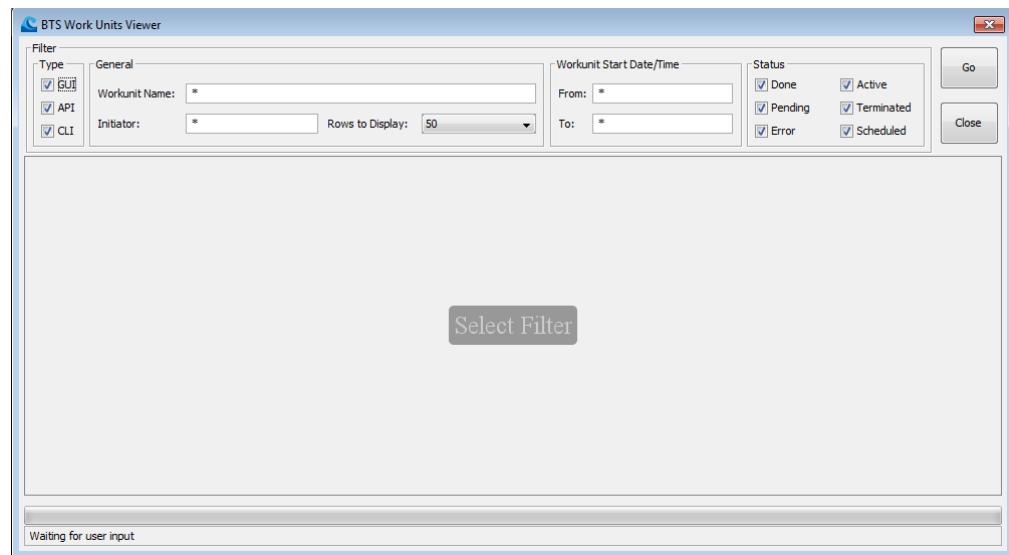 BTS Work Units Viewer
Filter
Type
GUI
API
CLI
General
Workunit Name: *
Initiator: *
Rows to Display: 50
Workunit Start Date/Time
From: *
To: *
Status
Done
Active
Pending
Terminated
Error
Scheduled
Go
Close
Select Filter
Waiting for user input